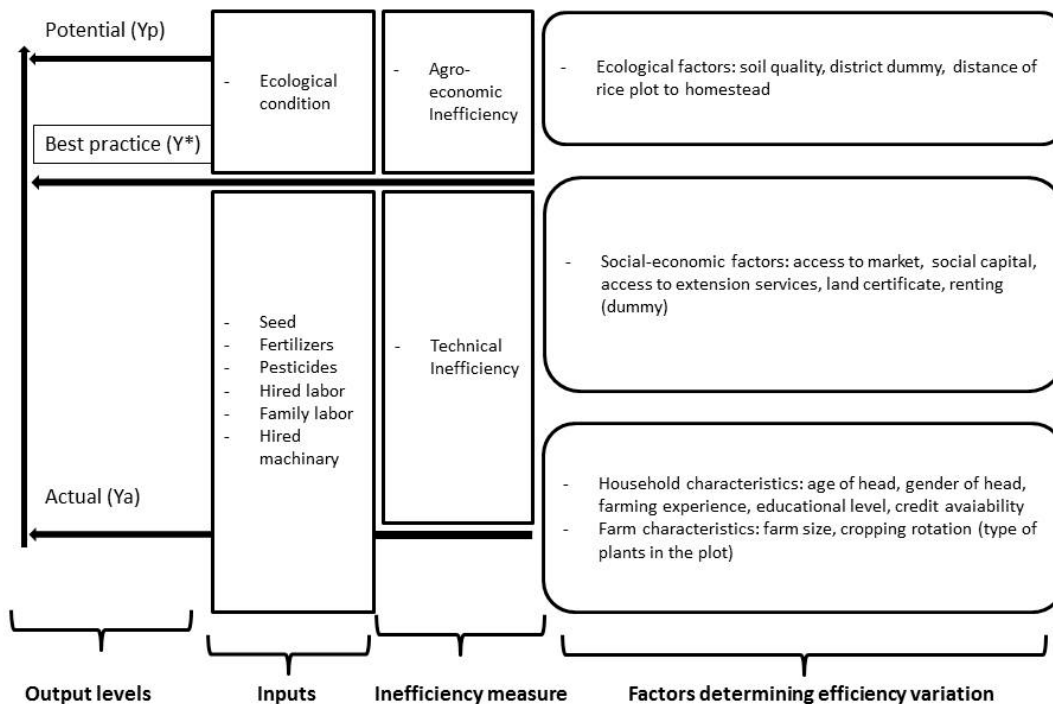 Potential (Yp)
Best practice (Y*)
Actual (Ya)
- Ecological
condition
- Seed
- Fertilizers
- Pesticides
- Hired labor
- Family labor
- Hired
machinary
- Agro-
economic
Inefficiency
- Technical
Inefficiency
- Ecological factors: soil quality, district dummy, distance of
rice plot to homestead
- Social-economic factors: access to market, social capital,
access to extension services, land certificate, renting
(dummy)
- Household characteristics: age of head, gender of head,
farming experience, educational level, credit avaiability
- Farm characteristics: farm size, cropping rotation (type of
plants in the plot)
Output levels
Inputs
Inefficiency measure
Factors determining efficiency variation